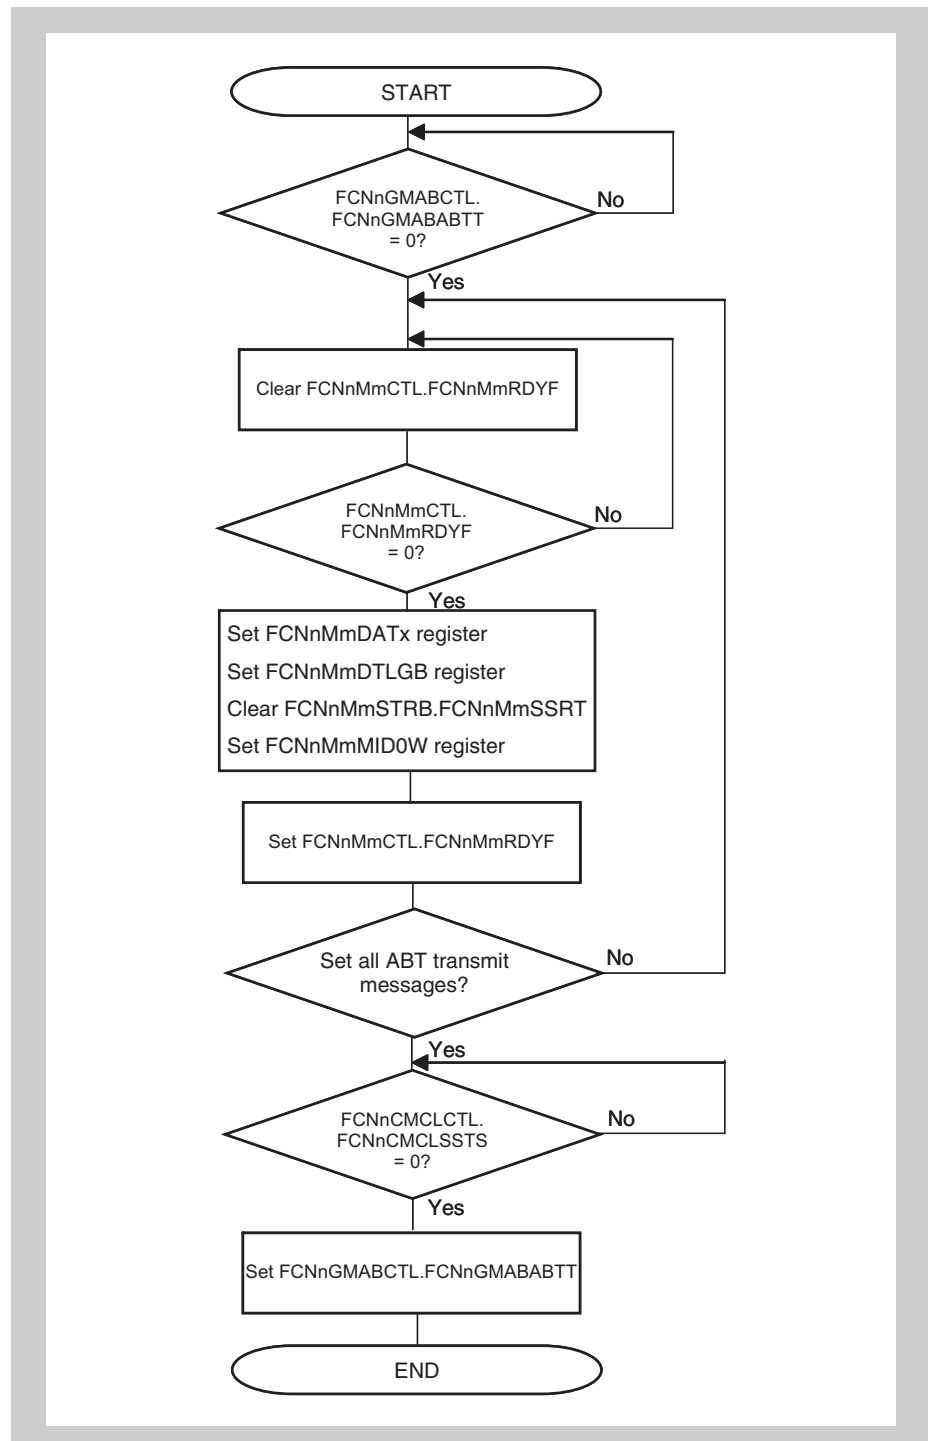 START
FCNnGMABCTL.
FCNnGMABABTT
= 0?
No
Yes
Clear FCNnMmCTL.FCNnMmRDYF
FCNnMmCTL.
FCNnMmRDYF
= 0?
No
Yes
Set FCNnMmDATx register
Set FCNnMmDTLGB register
Clear FCNnMmSTRB.FCNnMmSSRT
Set FCNnMmMID0W register
Set FCNnMmCTL.FCNnMmRDYF
Set all ABT transmit
messages?
No
Yes
FCNnCMCLCTL.
FCNnCMCLSSTS
= 0?
No
Yes
Set FCNnGMABCTL.FCNnGMABABTT
END